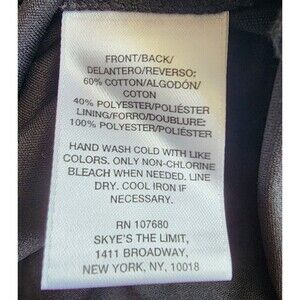 FRONT/BACK/
DELANTERO/REVERSO:
60% COTTON/ALGODÓN/
COTON
40% POLYESTER/POLIÉSTER
LINING/FORRO/DOUBLURE:
100% POLYESTER/POLIÉSTER
HAND WASH COLD WITH LIKE
COLORS. ONLY NON-CHLORINE
BLEACH WHEN NEEDED. LINE
DRY. COOL IRON IF
NECESSARY.
RN 107680
SKYE'S THE LIMIT,
1411 BROADWAY,
NEW YORK, NY, 10018